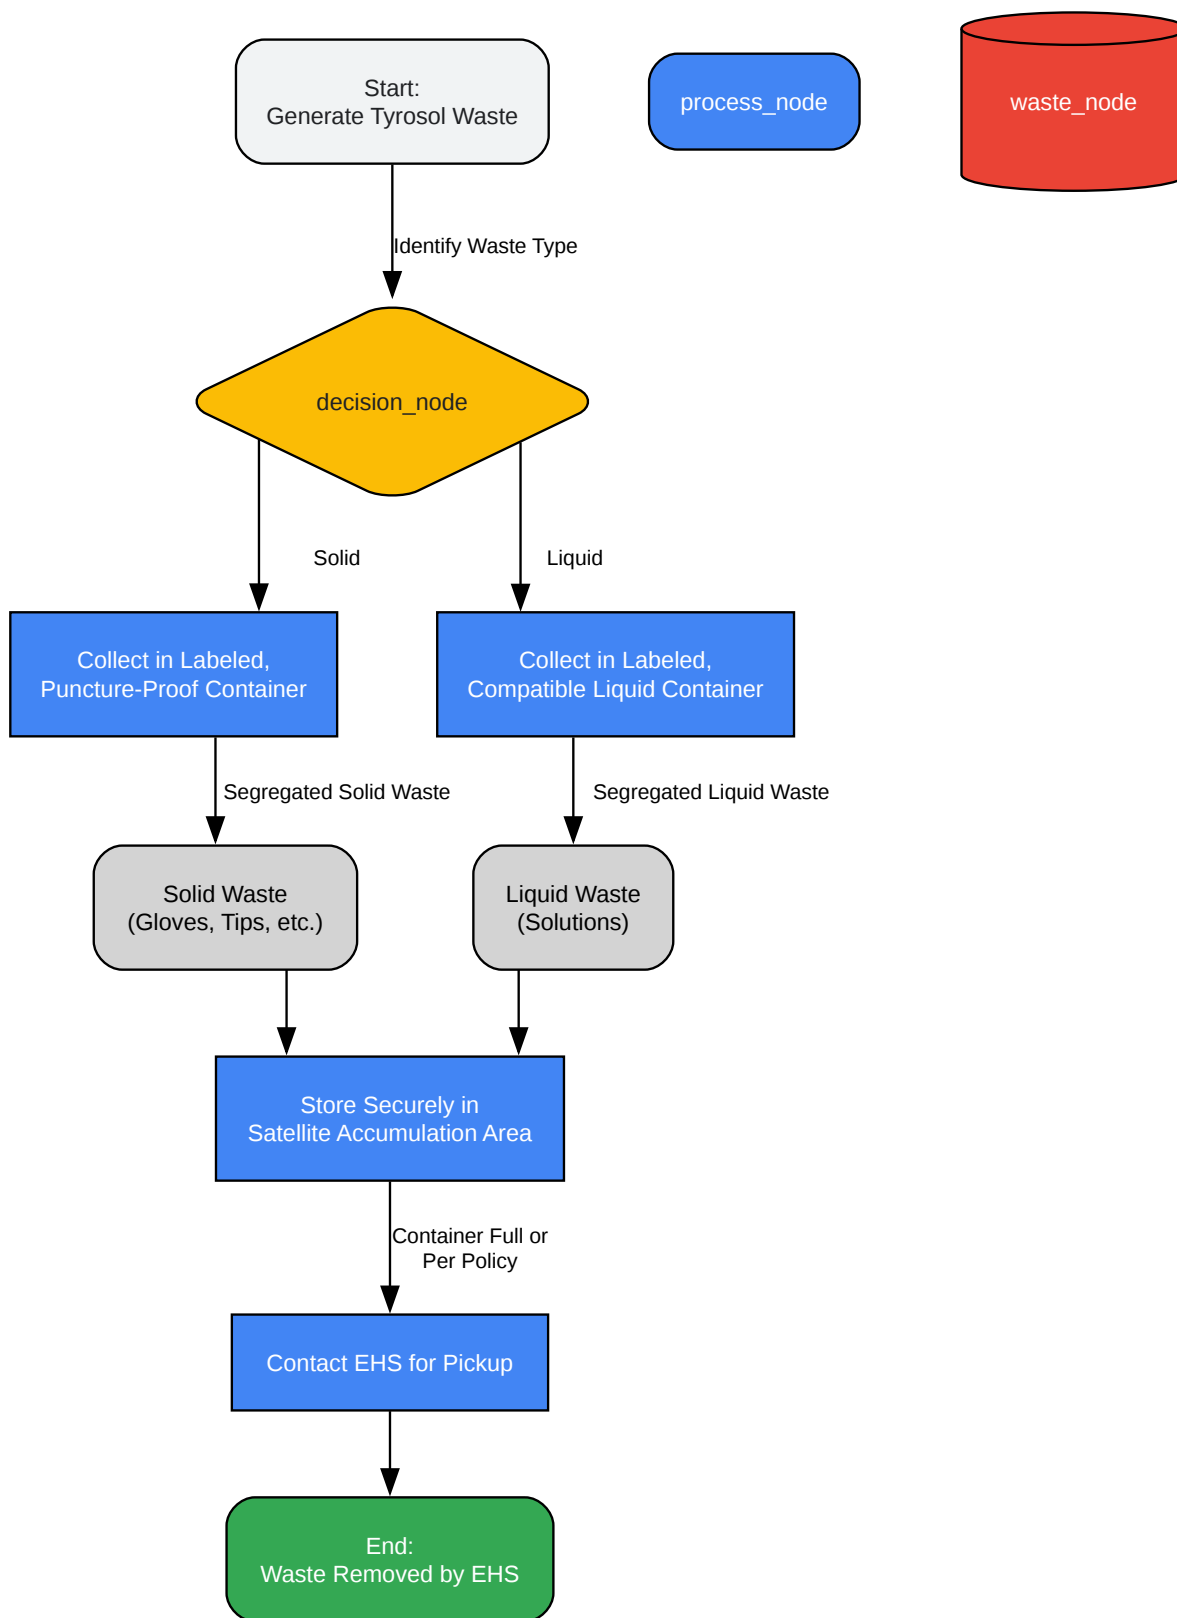 Start:
Generate Tyrosol Waste
process_node
waste_node
Identify Waste Type
decision_node
Solid
Liquid
Collect in Labeled,
Puncture-Proof Container
Collect in Labeled,
Compatible Liquid Container
Segregated Solid Waste
Segregated Liquid Waste
Solid Waste
(Gloves, Tips, etc.)
Liquid Waste
(Solutions)
Store Securely in
Satellite Accumulation Area
Container Full or
Per Policy
Contact EHS for Pickup
End:
Waste Removed by EHS